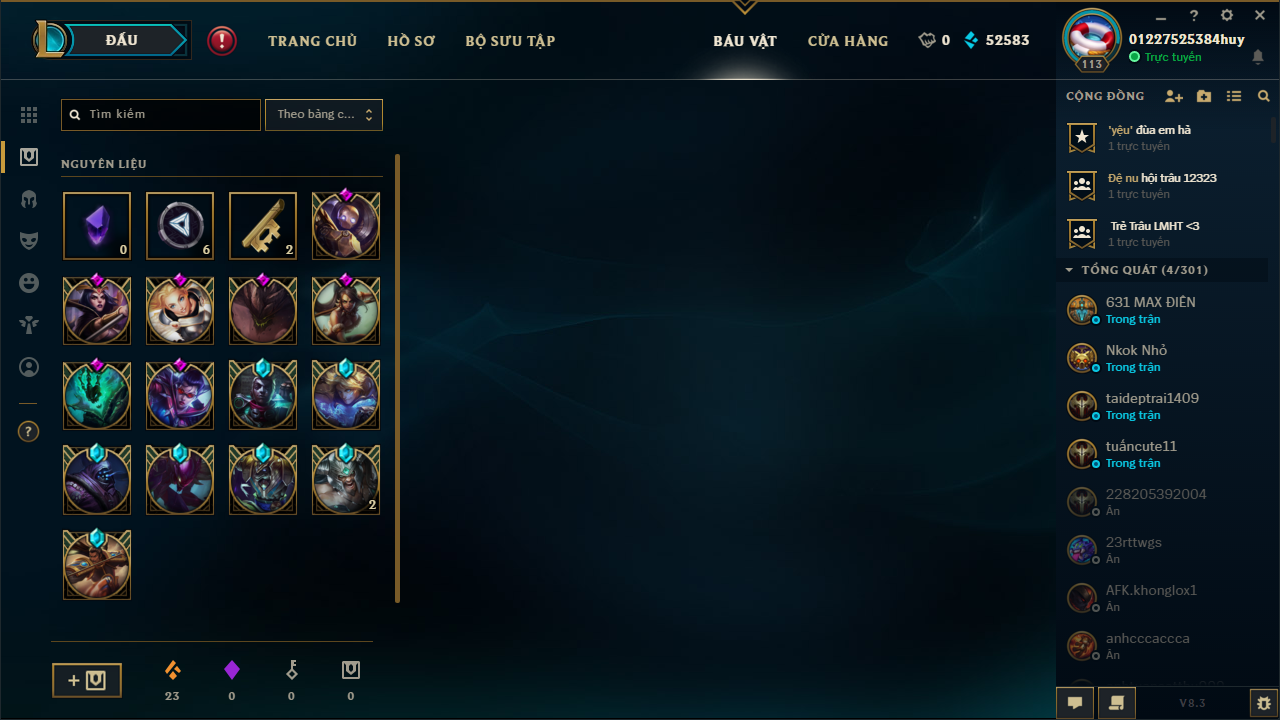 ĐẤU
TRANG CHỦ
HỒ SƠ
BỘ SƯU TẬP
BÁU VẬT
CỬA HÀNG
0
52583
113
01227525384huy
Trực tuyến
Tìm kiếm
Theo bảng c...
NGUYÊN LIỆU
0
6
2
2
23
0
0
0
CỘNG ĐỒNG
'yệu' đùa em hả
1 trực tuyến
Đệ nu hội trâu 12323
1 trực tuyến
Trẻ Trâu LMHT <3
1 trực tuyến
TỔNG QUÁT (4/301)
631 MAX ĐIÊN
Trong trận
Nkok Nhỏ
Trong trận
taideptrai1409
Trong trận
tuấncute11
Trong trận
228205392004
Ẩn
23rttwgs
Ẩn
AFK.khonglox1
Ẩn
anhcccaccca
Ẩn
V8.3